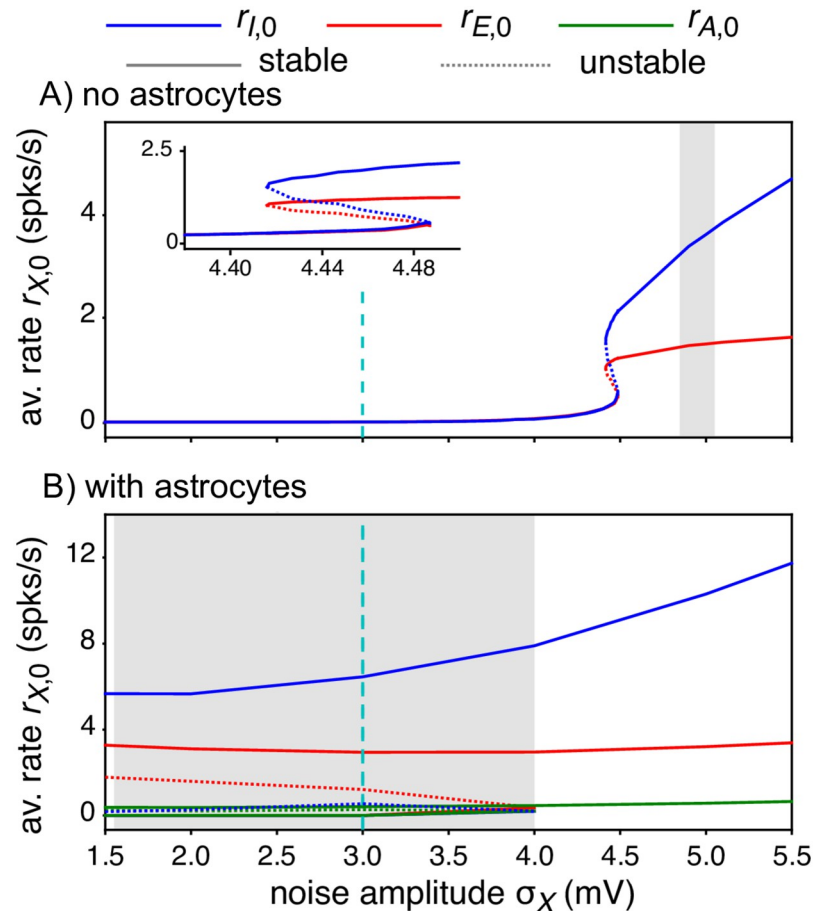 r_{I,0} r_{E,0} r_{A,0}
stable unstable
A) no astrocytes
av. rate r_{X,0} (spks/s)
4
2
0
2.5
0
4.40 4.44 4.48
B) with astrocytes
av. rate r_{X,0} (spks/s)
12
8
4
0
1.5 2.0 2.5 3.0 3.5 4.0 4.5 5.0 5.5
noise amplitude σ_X (mV)